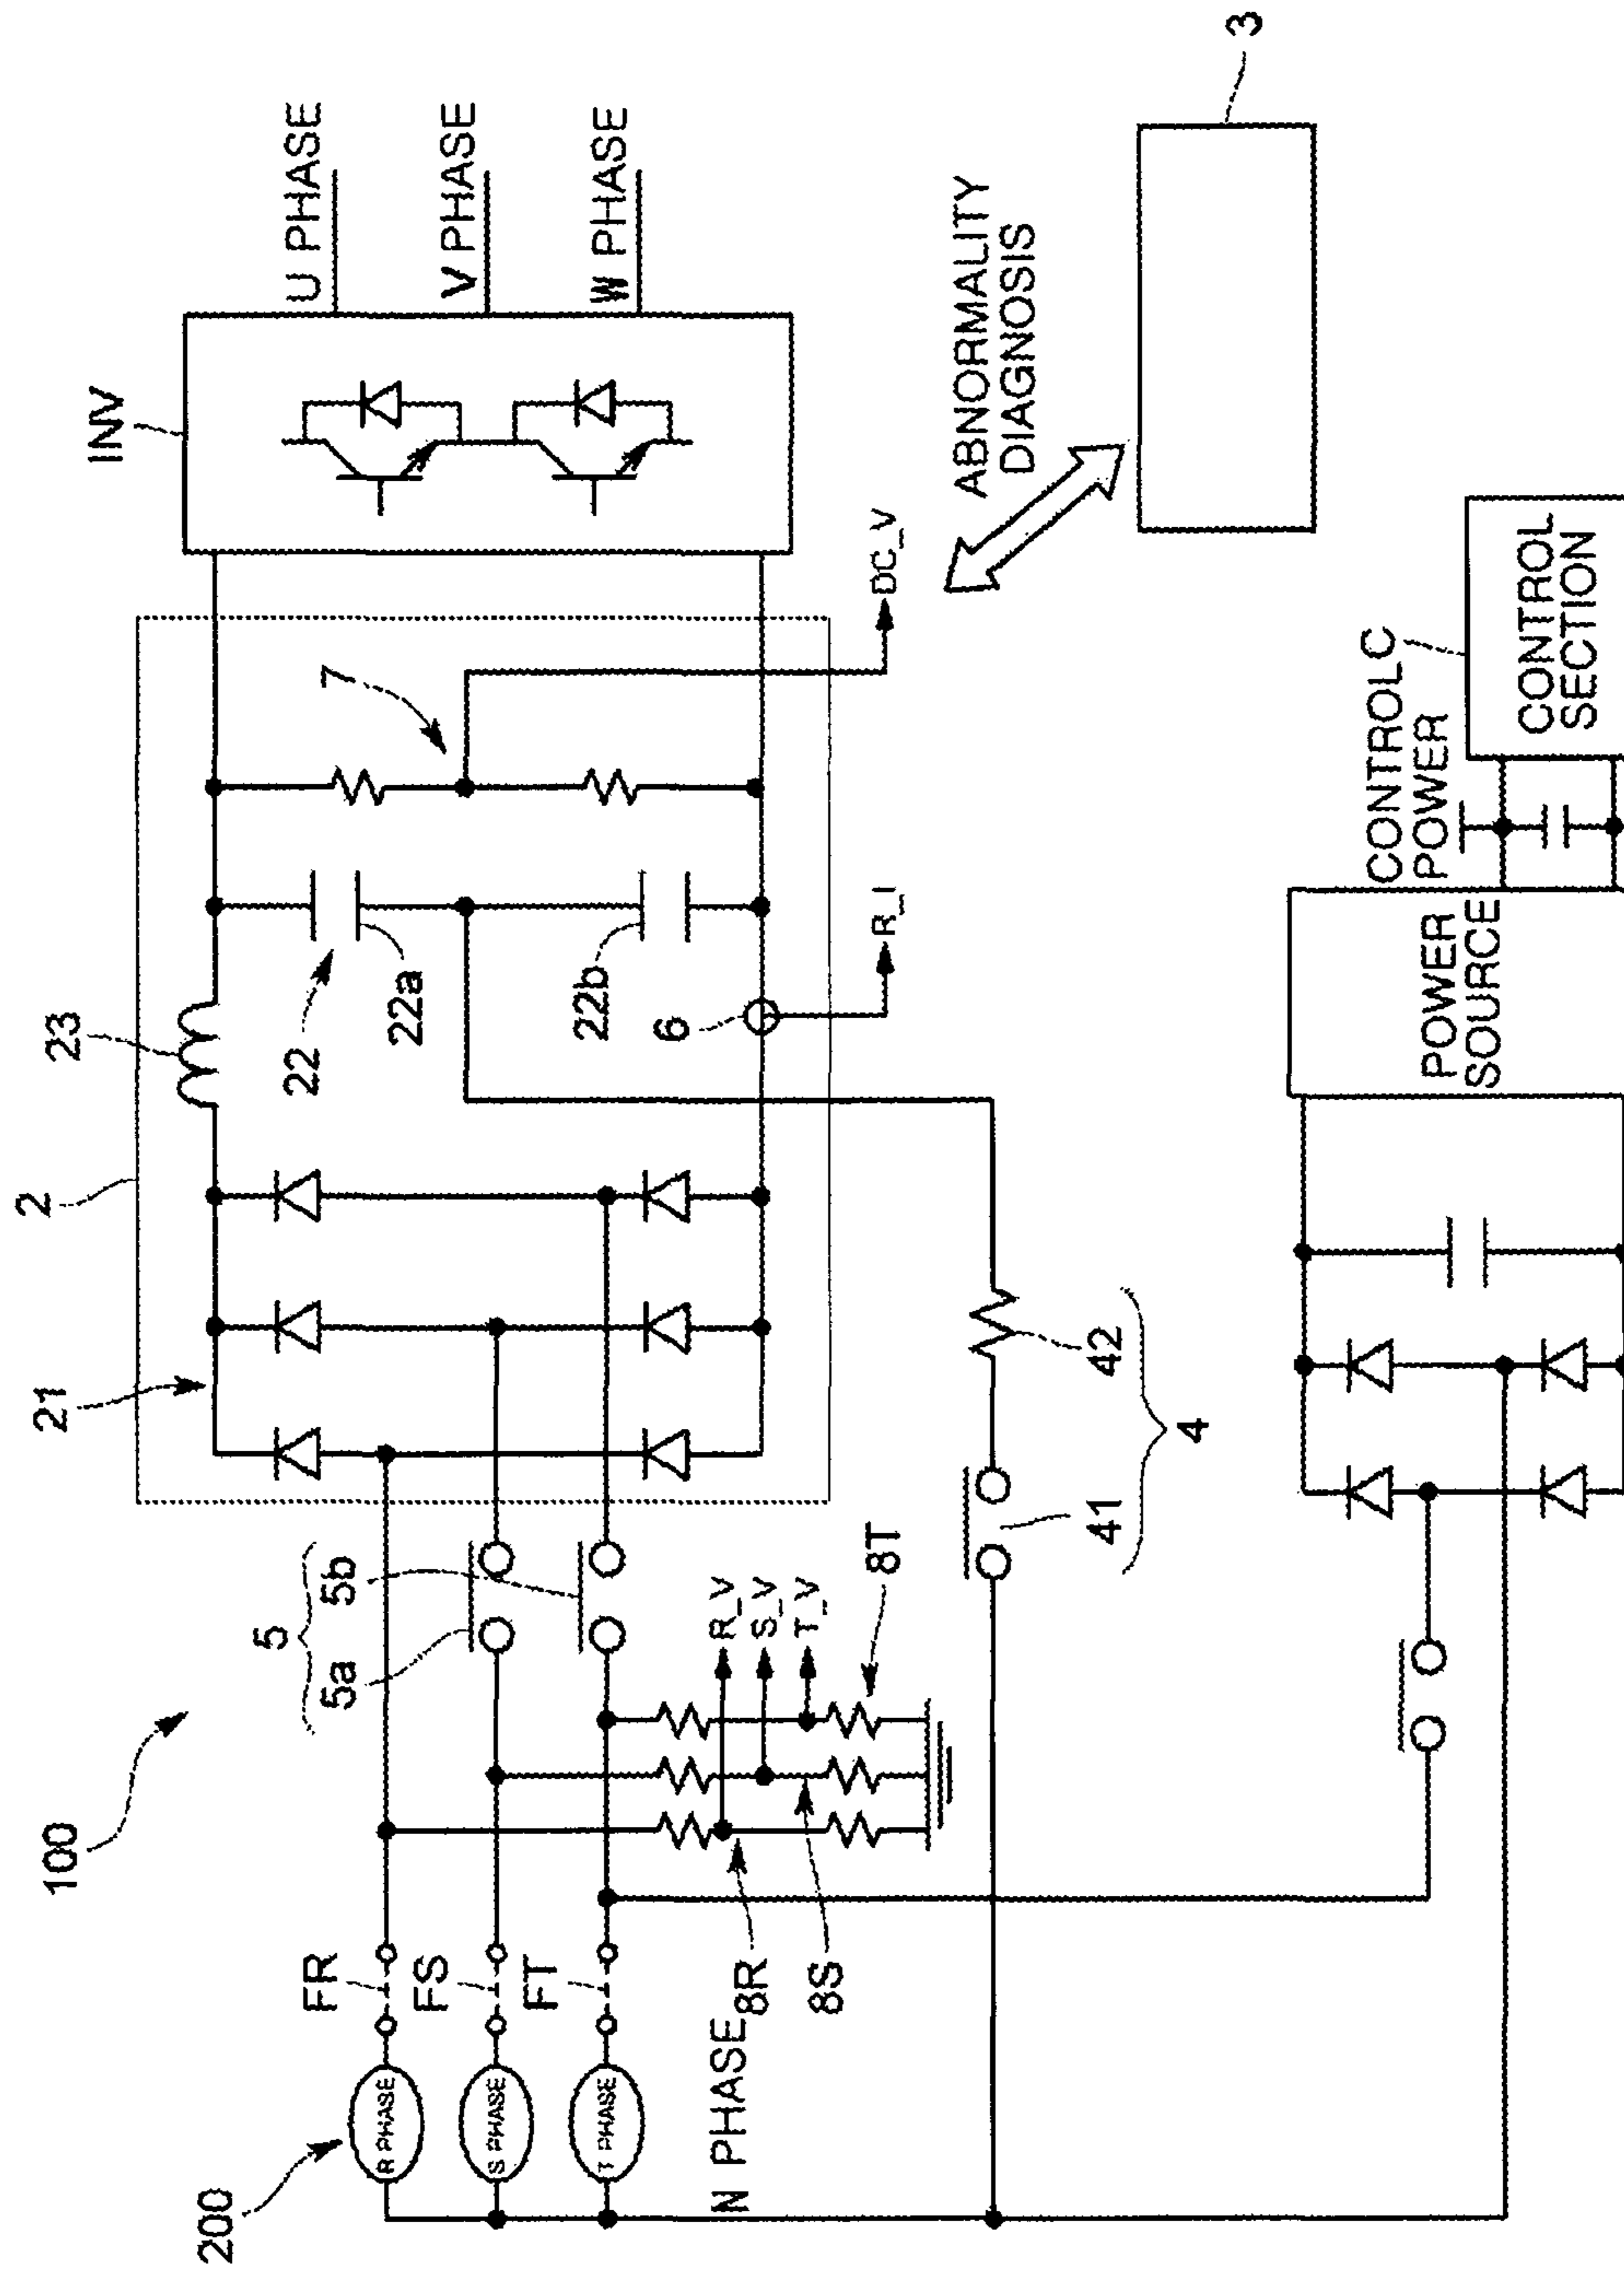 100
200
R PHASE
S PHASE
T PHASE
N PHASE
FR
FS
FT
8R
8S
8T
R_V
S_V
T_V
5
5a
5b
41
42
4
2
21
23
22
22a
22b
6
7
R_I
DC_V
INV
U PHASE
V PHASE
W PHASE
ABNORMALITY
DIAGNOSIS
3
POWER
SOURCE
CONTROL
POWER
C
CONTROL
SECTION